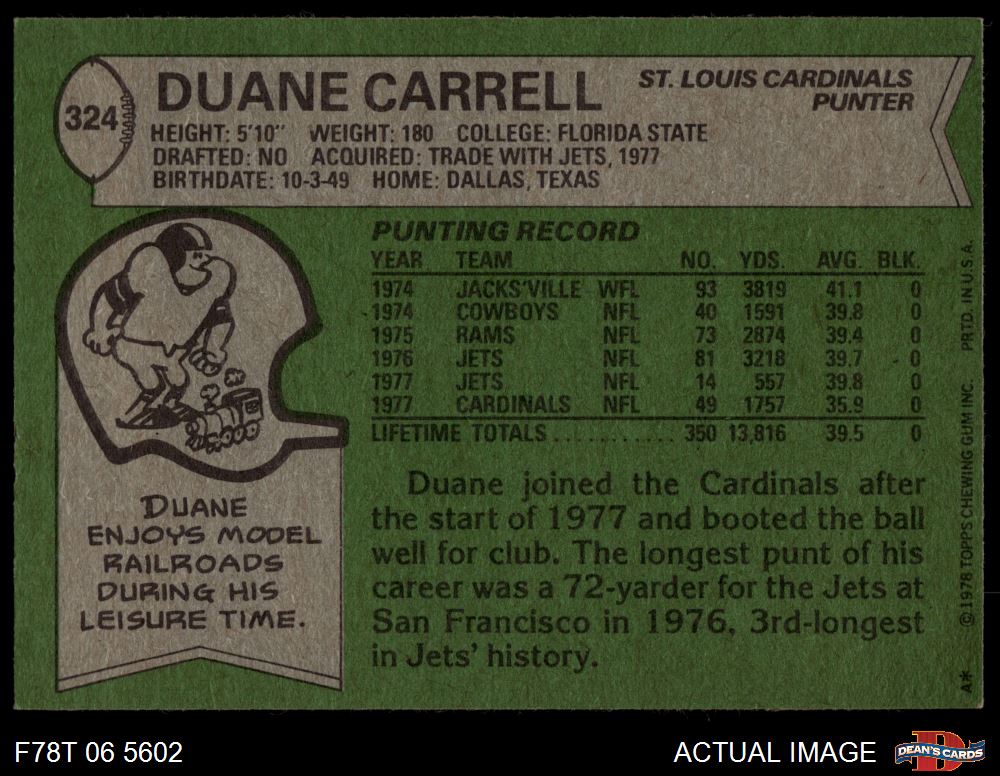 324
DUANE CARRELL
ST. LOUIS CARDINALS
PUNTER
HEIGHT: 5'10" WEIGHT: 180 COLLEGE: FLORIDA STATE
DRAFTED: NO ACQUIRED: TRADE WITH JETS, 1977
BIRTHDATE: 10-3-49 HOME: DALLAS, TEXAS
PUNTING RECORD
YEAR TEAM NO. YDS. AVG. BLK.
1974 JACKS'VILLE WFL 93 3819 41.1 0
1974 COWBOYS NFL 40 1591 39.8 0
1975 RAMS NFL 73 2874 39.4 0
1976 JETS NFL 81 3218 39.7 0
1977 JETS NFL 14 557 39.8 0
1977 CARDINALS NFL 49 1757 35.9 0
LIFETIME TOTALS............ 350 13,816 39.5 0
DUANE
ENJOYS MODEL
RAILROADS
DURING HIS
LEISURE TIME.
Duane joined the Cardinals after
the start of 1977 and booted the ball
well for club. The longest punt of his
career was a 72-yarder for the Jets at
San Francisco in 1976, 3rd-longest
in Jets' history.
A* ©1978 TOPPS CHEWING GUM INC. PRTD. IN U.S.A.
F78T 06 5602
ACTUAL IMAGE
DEAN'S CARDS